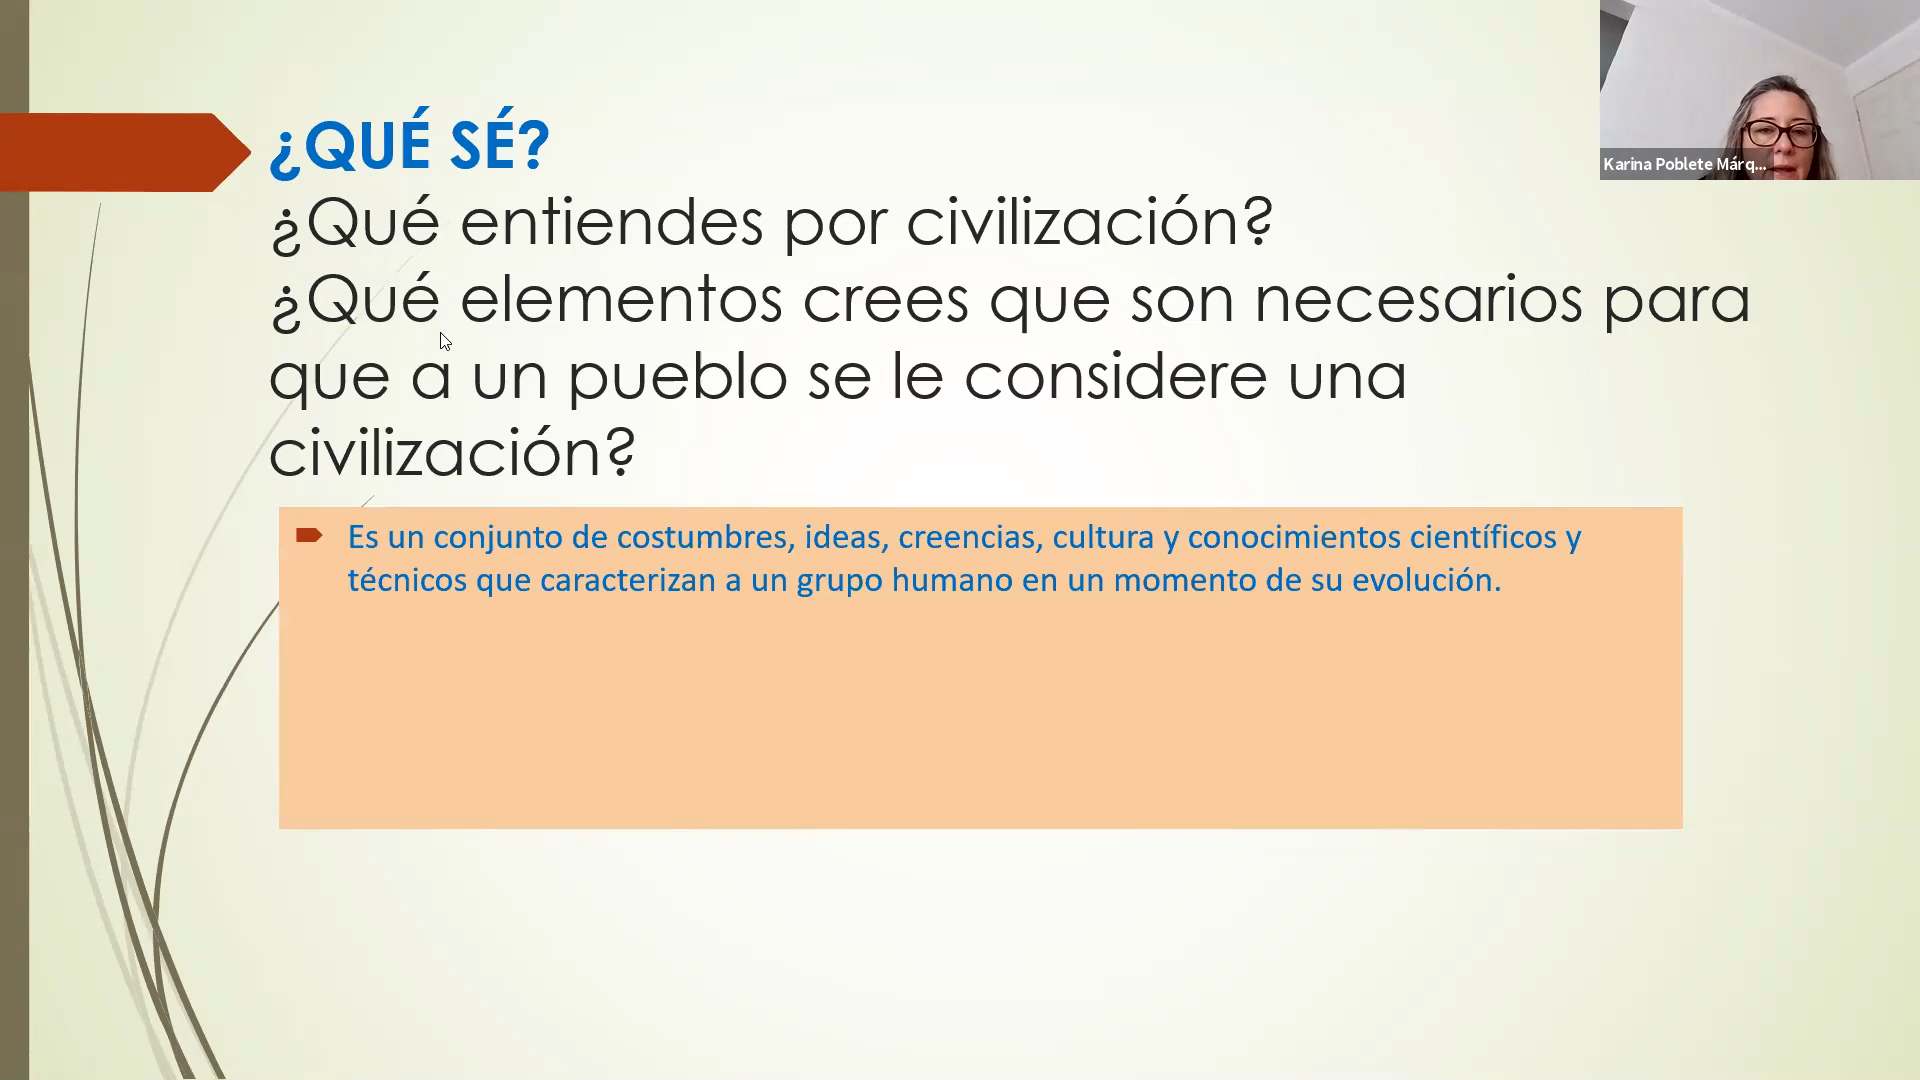 ¿QUÉ SÉ?
¿Qué entiendes por civilización?
¿Qué elementos crees que son necesarios para
que a un pueblo se le considere una
civilización?
Es un conjunto de costumbres, ideas, creencias, cultura y conocimientos científicos y
técnicos que caracterizan a un grupo humano en un momento de su evolución.
Karina Poblete Márq...